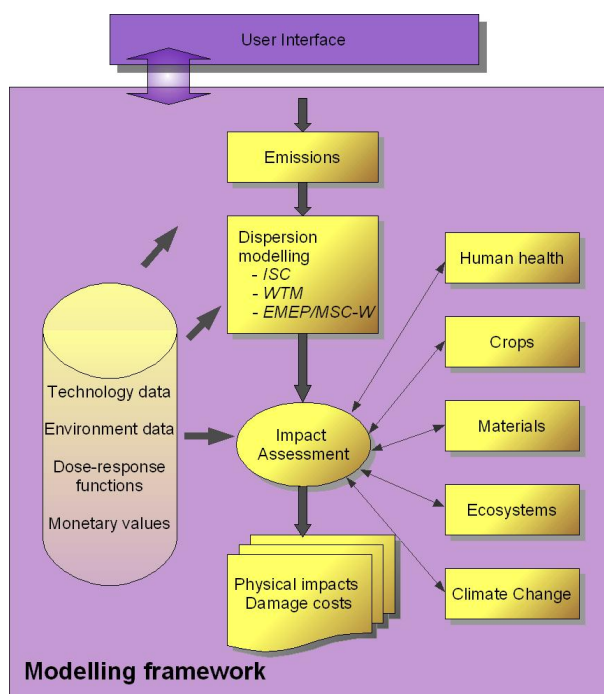 User Interface
Emissions
Dispersion
modelling
- ISC
- WTM
- EMEP/MSC-W
Human health
Crops
Technology data
Environment data
Dose-response
functions
Monetary values
Impact
Assessment
Materials
Ecosystems
Climate Change
Physical impacts
Damage costs
Modelling framework